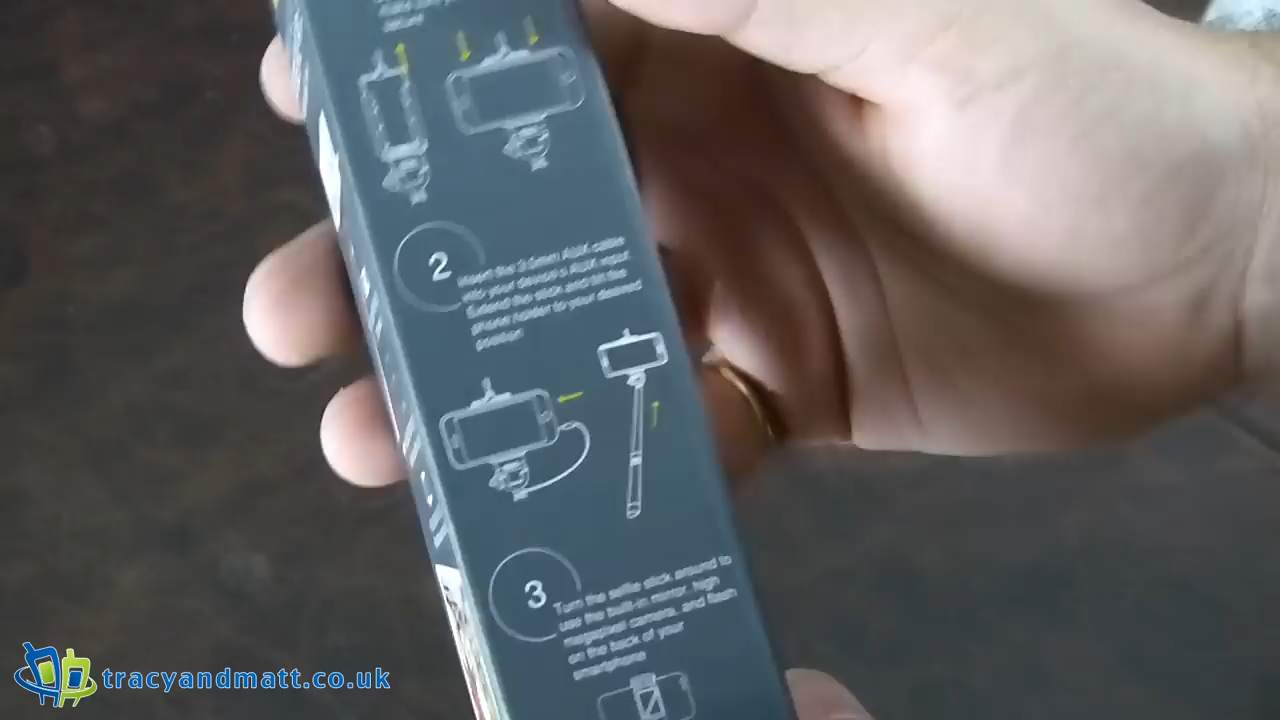 2
Insert the 3.5mm AUX cable
into your device's AUX input.
Extend the stick and tilt the
phone holder to your desired
position
3
Turn the selfie stick around to
use the built-in mirror, high
megapixel camera, and flash
on the back of your
smartphone
tracyandmatt.co.uk